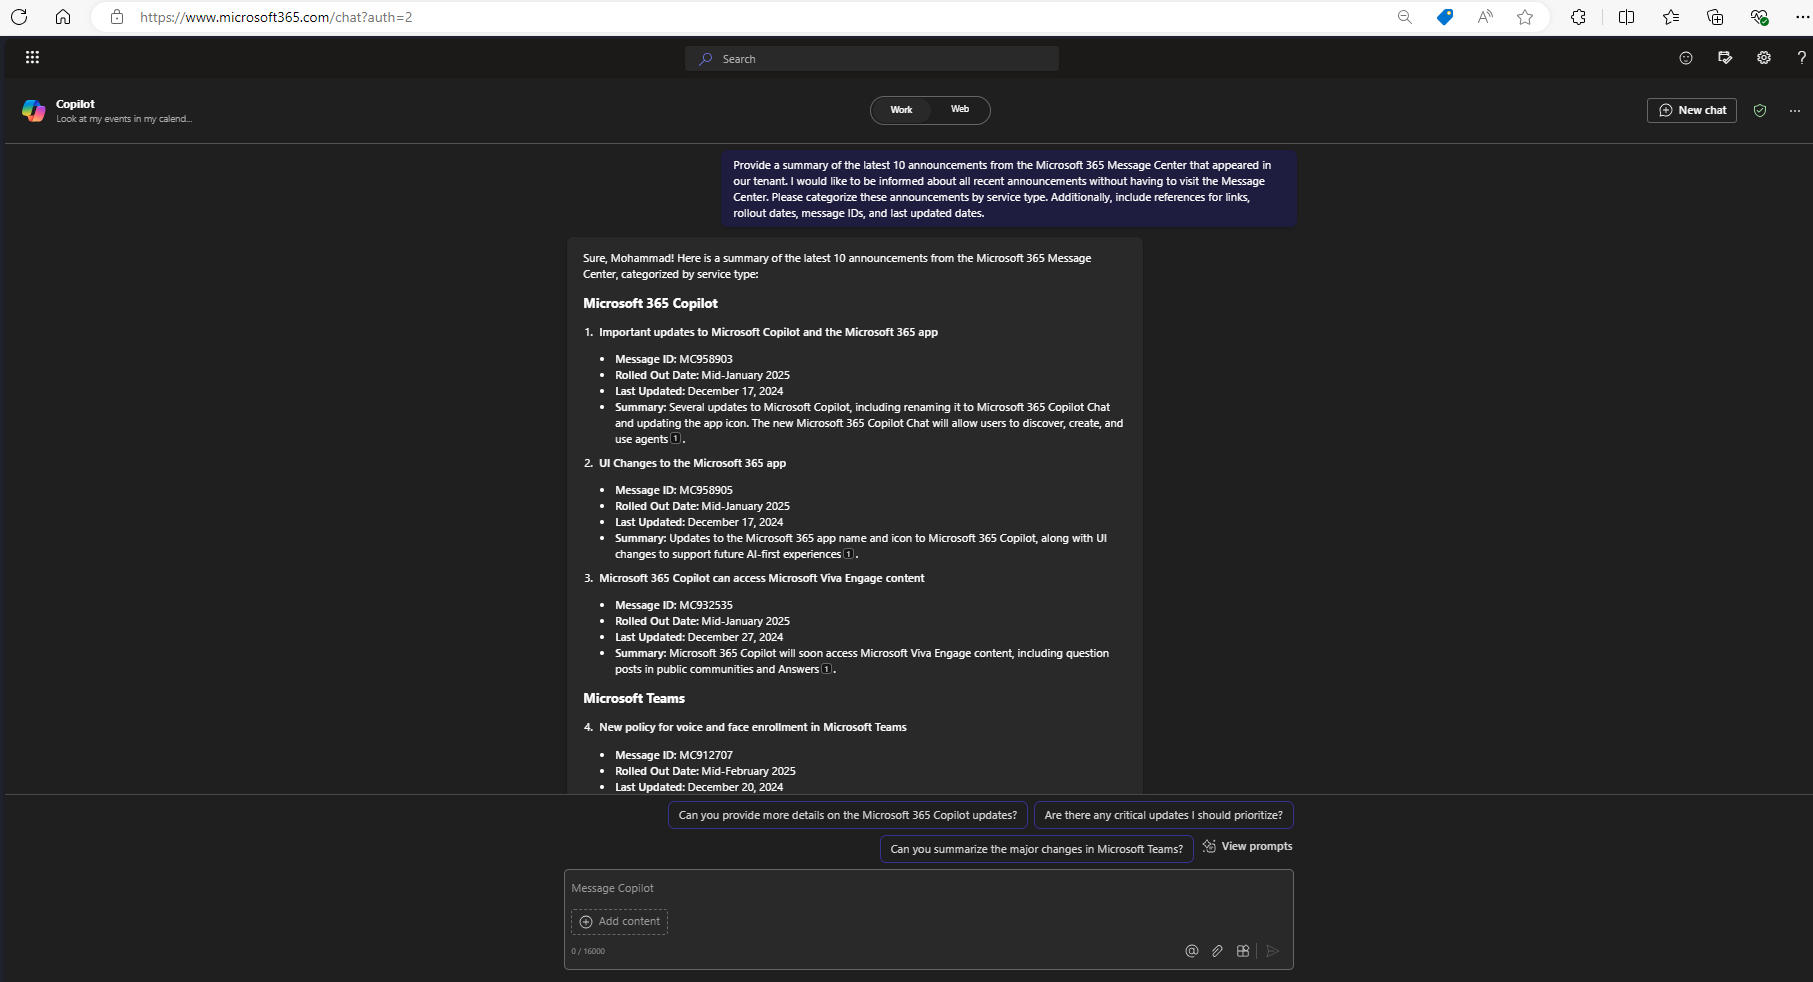 https://www.microsoft365.com/chat?auth=2
Search
Copilot
Look at my events in my calend...
Work
Web
New chat
Provide a summary of the latest 10 announcements from the Microsoft 365 Message Center that appeared in
our tenant. I would like to be informed about all recent announcements without having to visit the Message
Center. Please categorize these announcements by service type. Additionally, include references for links,
rollout dates, message IDs, and last updated dates.
Sure, Mohammad! Here is a summary of the latest 10 announcements from the Microsoft 365 Message
Center, categorized by service type:
Microsoft 365 Copilot
1. Important updates to Microsoft Copilot and the Microsoft 365 app
• Message ID: MC958903
• Rolled Out Date: Mid-January 2025
• Last Updated: December 17, 2024
• Summary: Several updates to Microsoft Copilot, including renaming it to Microsoft 365 Copilot Chat
and updating the app icon. The new Microsoft 365 Copilot Chat will allow users to discover, create, and
use agents 1 .
2. UI Changes to the Microsoft 365 app
• Message ID: MC958905
• Rolled Out Date: Mid-January 2025
• Last Updated: December 17, 2024
• Summary: Updates to the Microsoft 365 app name and icon to Microsoft 365 Copilot, along with UI
changes to support future AI-first experiences 1 .
3. Microsoft 365 Copilot can access Microsoft Viva Engage content
• Message ID: MC932535
• Rolled Out Date: Mid-January 2025
• Last Updated: December 27, 2024
• Summary: Microsoft 365 Copilot will soon access Microsoft Viva Engage content, including question
posts in public communities and Answers 1 .
Microsoft Teams
4. New policy for voice and face enrollment in Microsoft Teams
• Message ID: MC912707
• Rolled Out Date: Mid-February 2025
• Last Updated: December 20, 2024
Can you provide more details on the Microsoft 365 Copilot updates?
Are there any critical updates I should prioritize?
Can you summarize the major changes in Microsoft Teams?
View prompts
Message Copilot
Add content
0 / 16000